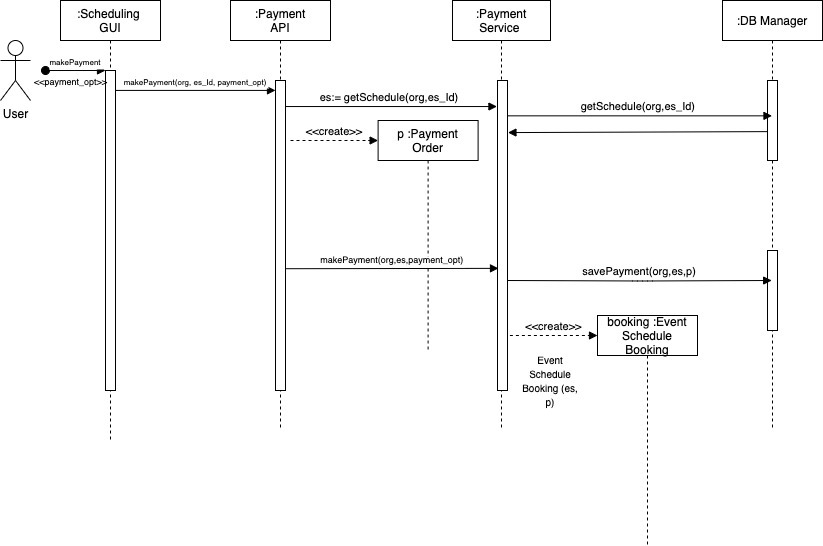 :Scheduling
GUI
:Payment
API
:Payment
Service
:DB Manager
makePayment
<<payment_opt>>
User
makePayment(org, es_Id, payment_opt)
es:= getSchedule(org,es_Id)
getSchedule(org,es_Id)
<<create>>
p :Payment
Order
makePayment(org,es,payment_opt)
savePayment(org,es,p)
<<create>>
booking :Event
Schedule
Booking
Event
Schedule
Booking (es,
p)